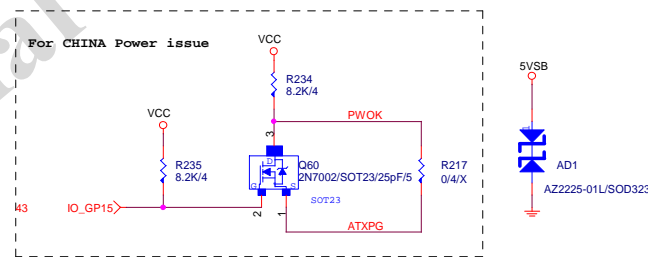 For CHINA Power issue
VCC
R234
8.2K/4
PWOK
VCC
R235
8.2K/4
3
D
Q60
2N7002/SOT23/25pF/5
G
S
SOT23
R217
0/4/X
43
IO_GP15
2
1
ATXPG
5VSB
AD1
AZ2225-01L/SOD323